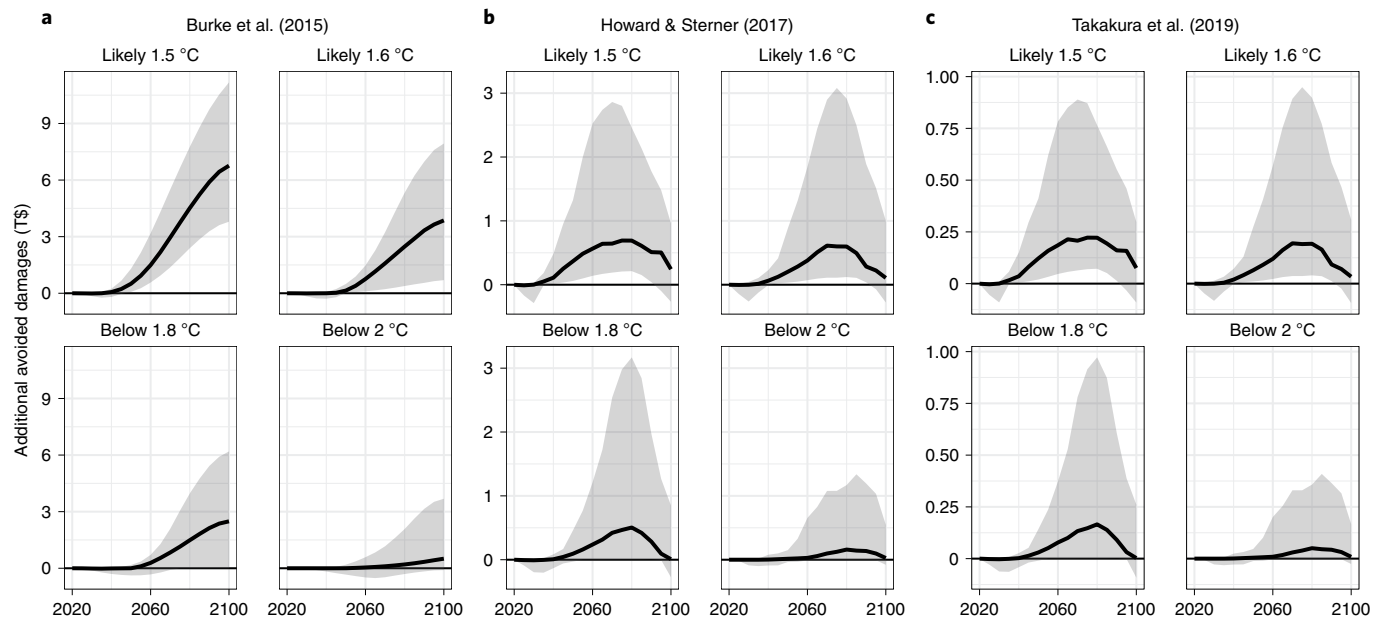 a
Burke et al. (2015)
Likely 1.5 °C
Likely 1.6 °C
9
6
3
0
Below 1.8 °C
Below 2 °C
9
6
3
0
2020
2060
2100
2020
2060
2100
Additional avoided damages (T$)
b
Howard & Sterner (2017)
Likely 1.5 °C
Likely 1.6 °C
3
2
1
0
Below 1.8 °C
Below 2 °C
3
2
1
0
2020
2060
2100
2020
2060
2100
c
Takakura et al. (2019)
Likely 1.5 °C
Likely 1.6 °C
1.00
0.75
0.50
0.25
0
Below 1.8 °C
Below 2 °C
1.00
0.75
0.50
0.25
0
2020
2060
2100
2020
2060
2100